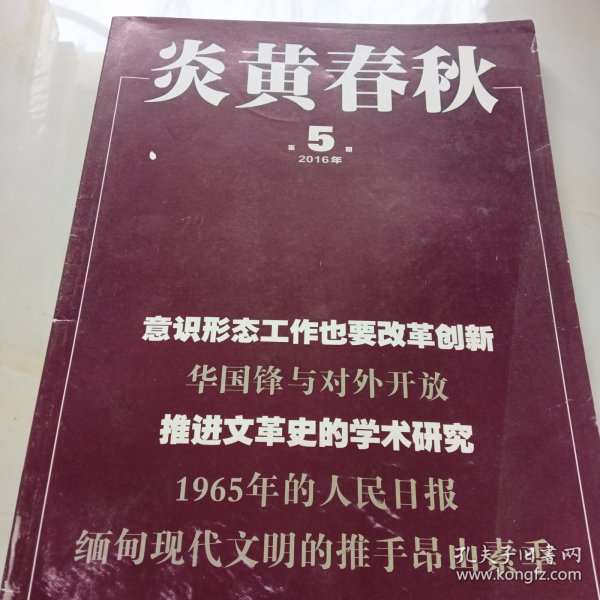 炎黄春秋
第5期
2016年
意识形态工作也要改革创新
华国锋与对外开放
推进文革史的学术研究
1965年的人民日报
缅甸现代文明的推手昂山素季
孔夫子旧书网
www.kongfz.com